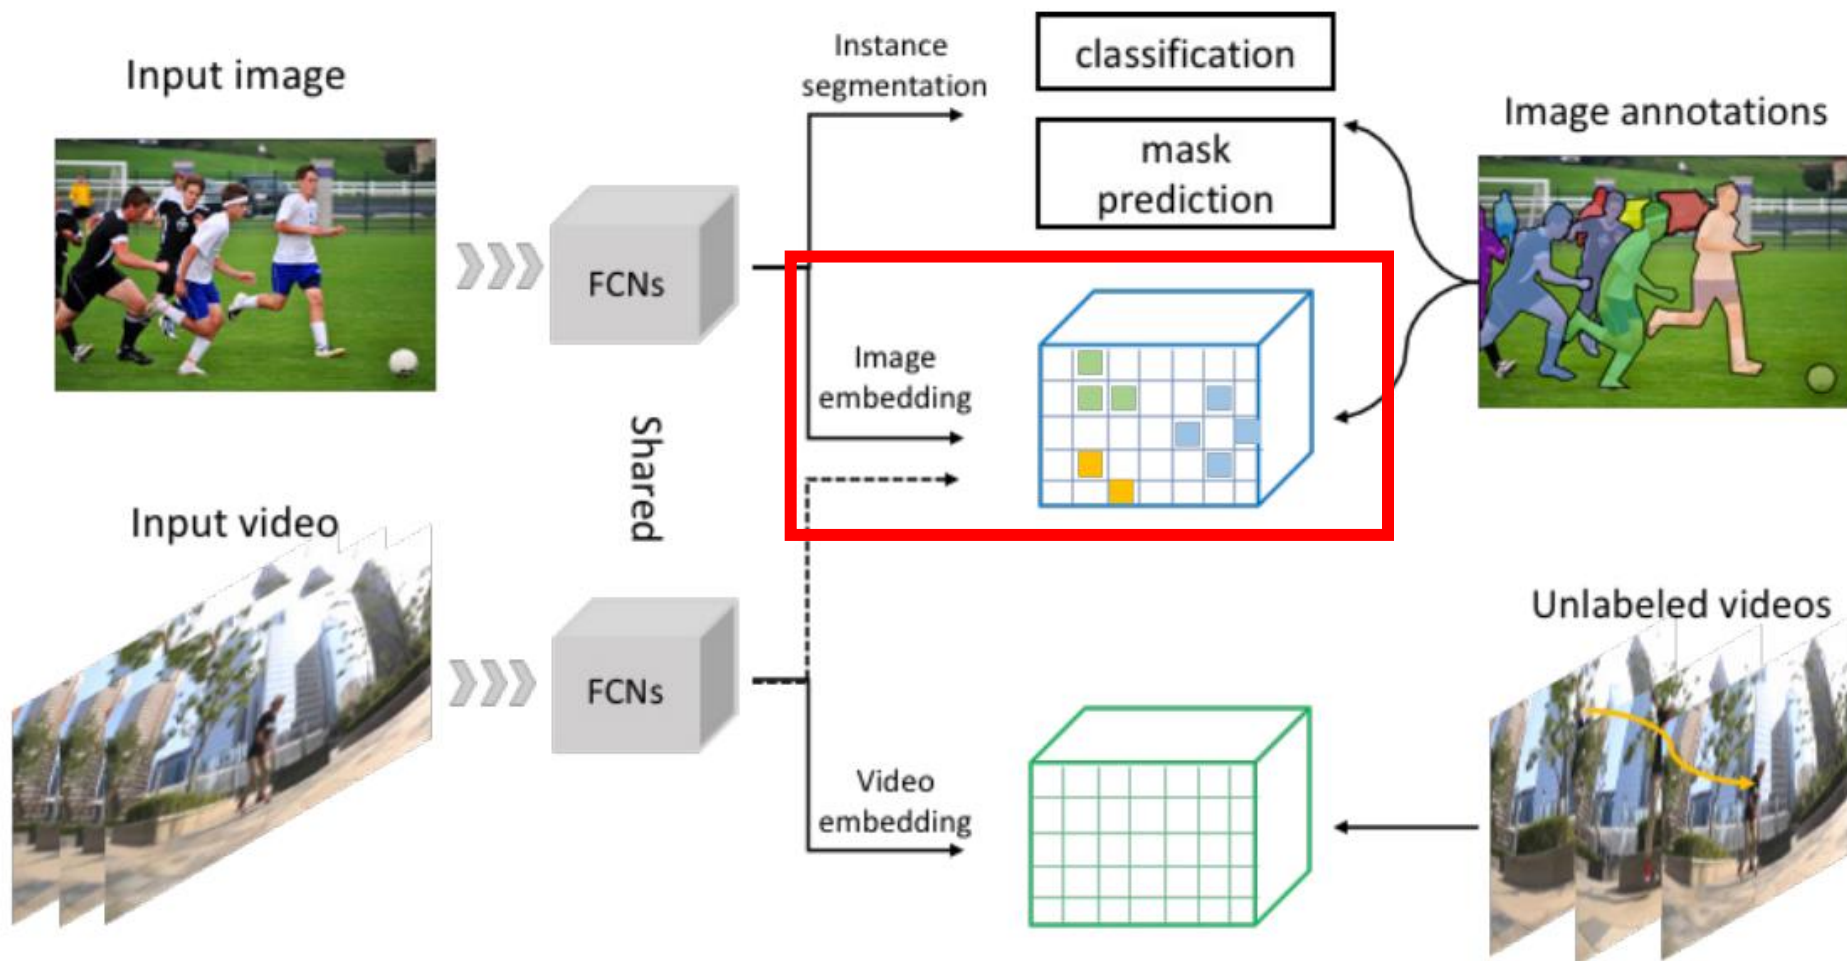 Input image
Instance
segmentation
classification
mask
prediction
Image annotations
FCNs
Image
embedding
Shared
Input video
FCNs
Video
embedding
Unlabeled videos